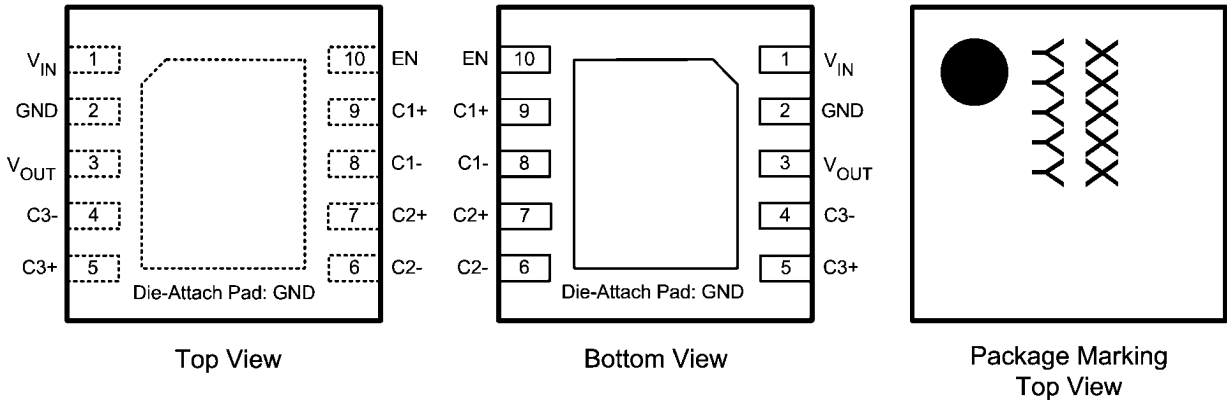 V_IN 1 10 EN
GND 2 9 C1+
V_OUT 3 8 C1-
C3- 4 7 C2+
C3+ 5 6 C2-
Die-Attach Pad: GND
Top View
EN 10 1 V_IN
C1+ 9 2 GND
C1- 8 3 V_OUT
C2+ 7 4 C3-
C2- 6 5 C3+
Die-Attach Pad: GND
Bottom View
XXXXX
YYYYY
Package Marking
Top View